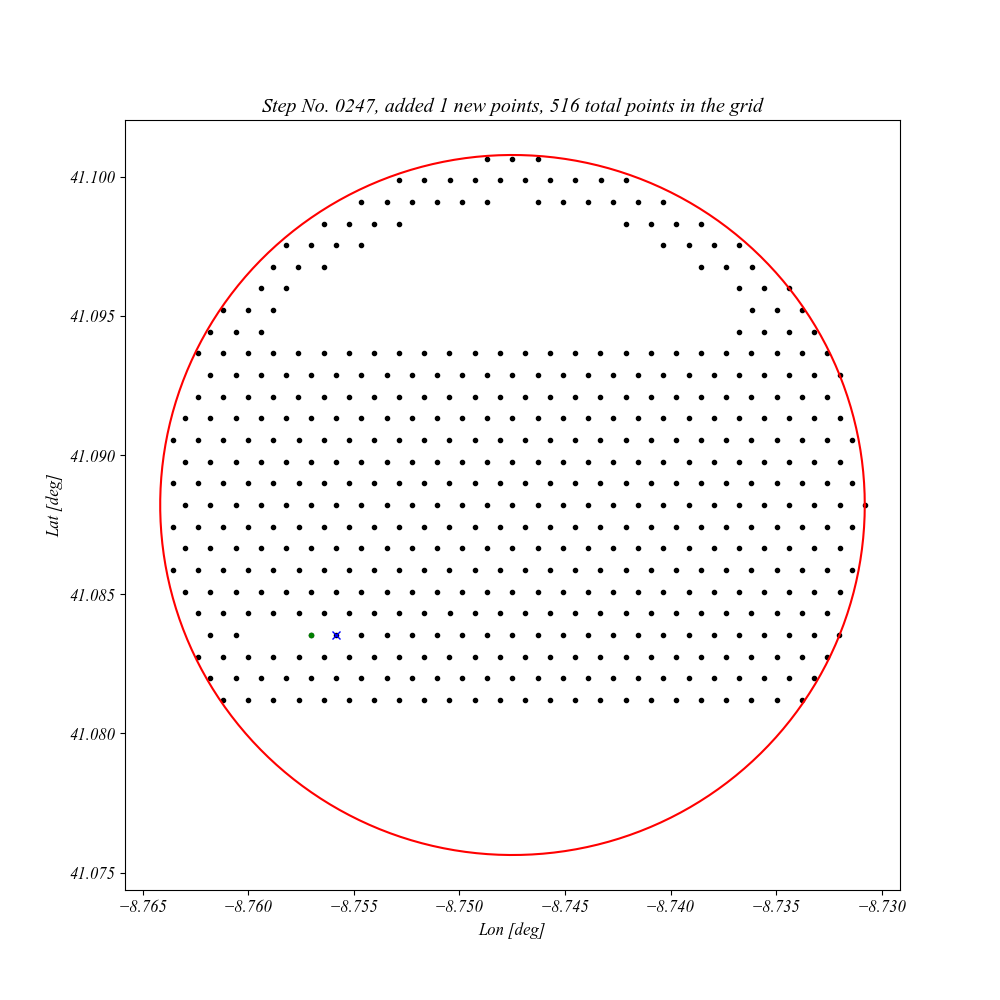 Step No. 0247, added 1 new points, 516 total points in the grid
41.100
41.095
41.090
41.085
41.080
41.075
Lat [deg]
−8.765 −8.760 −8.755 −8.750 −8.745 −8.740 −8.735 −8.730
Lon [deg]